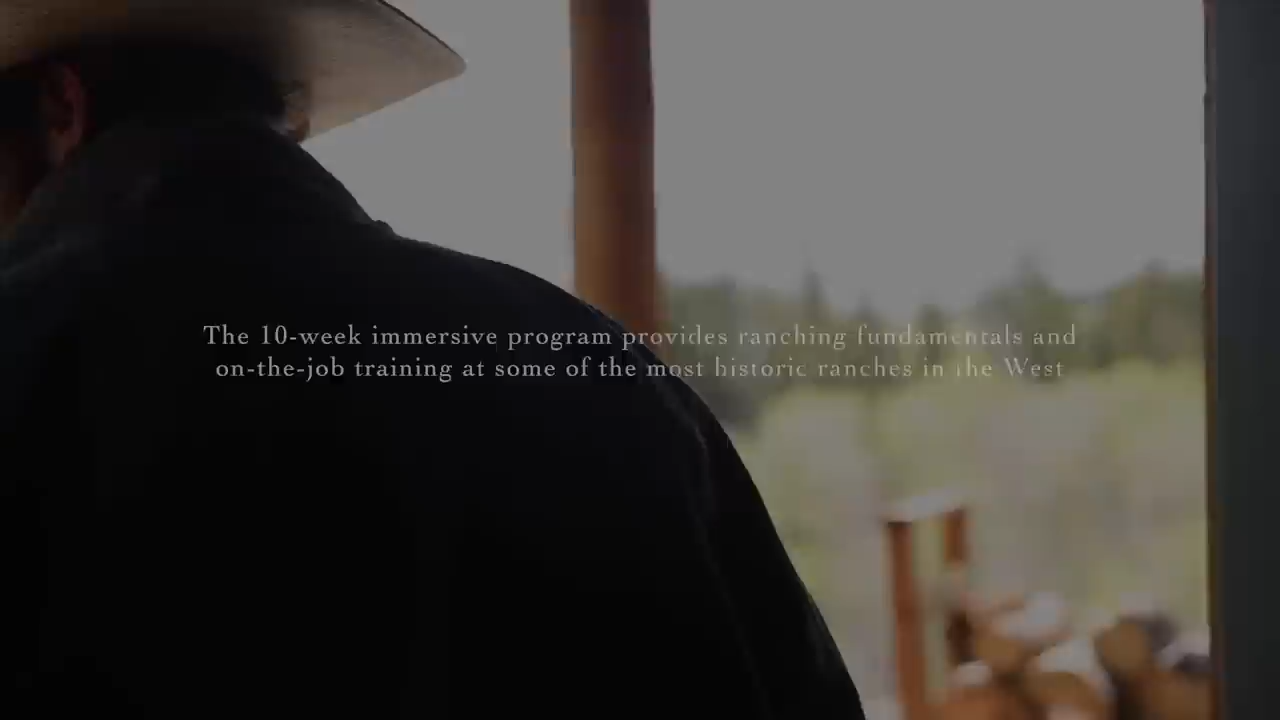 The 10-week immersive program provides ranching fundamentals and
on-the-job training at some of the most historic ranches in the West